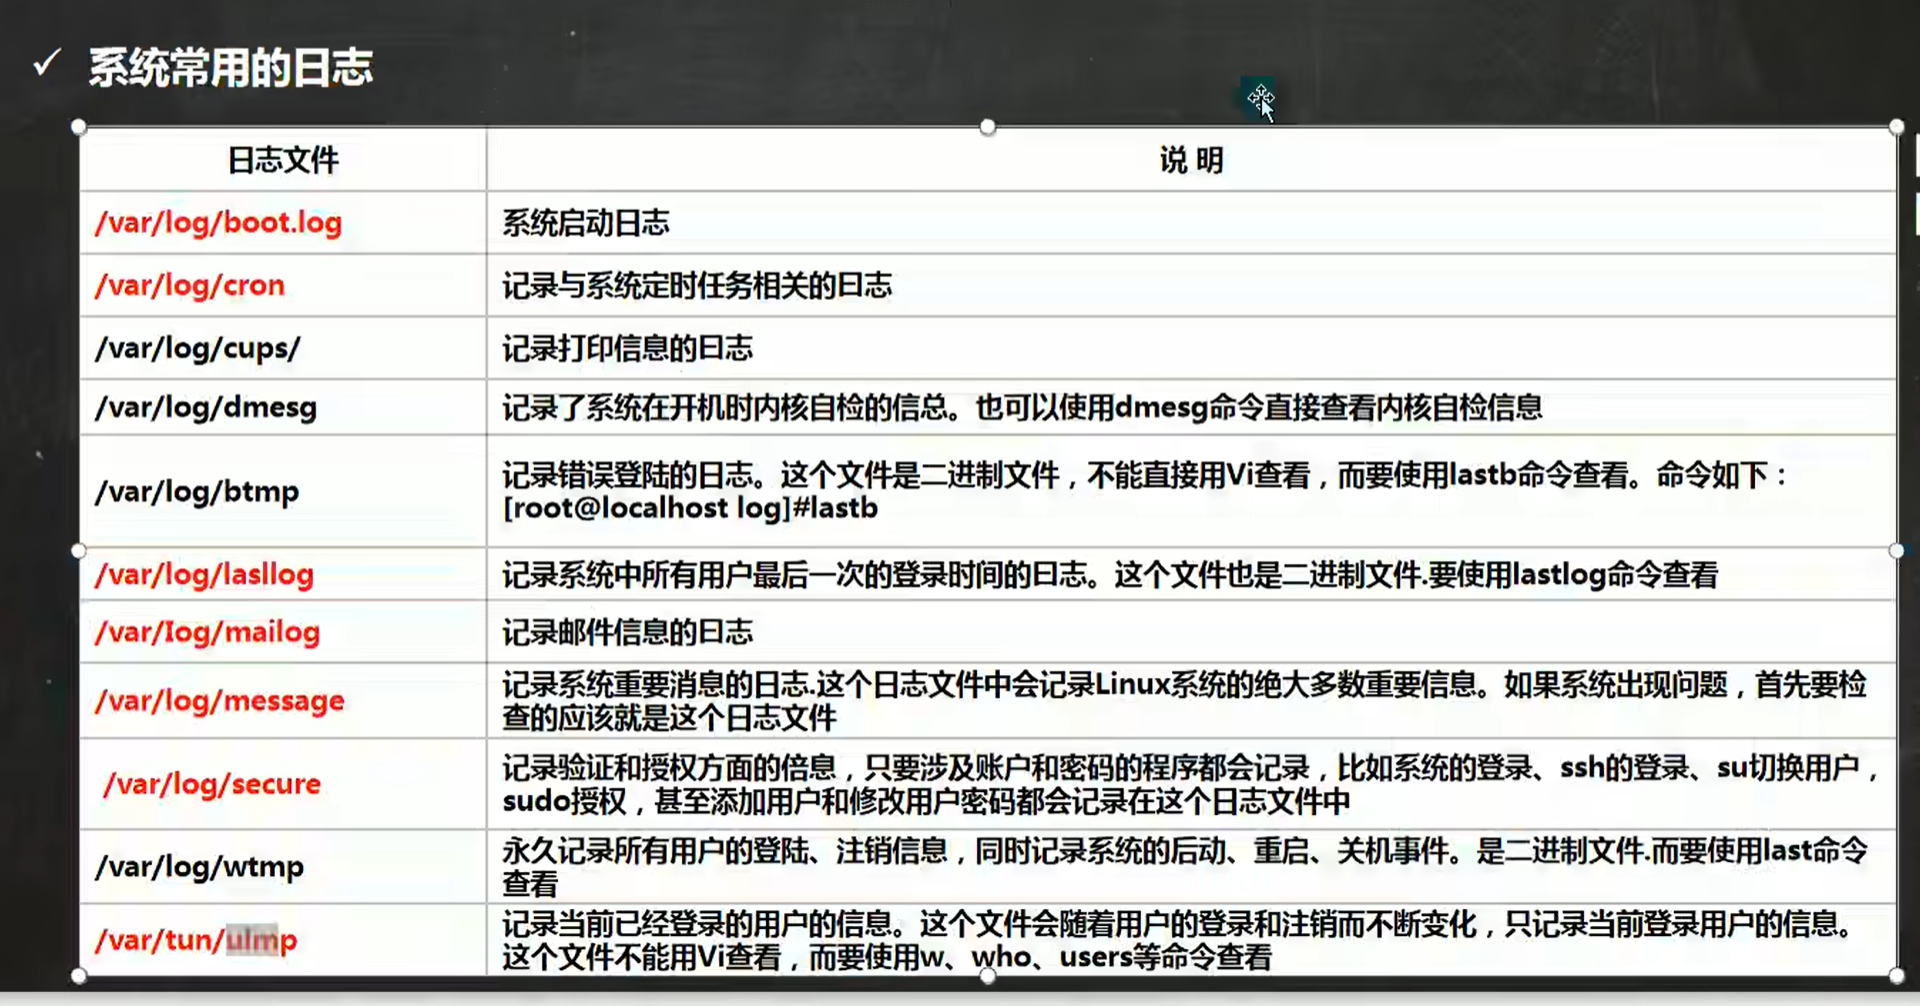 ✓ 系统常用的日志
日志文件
说 明
/var/log/boot.log
系统启动日志
/var/log/cron
记录与系统定时任务相关的日志
/var/log/cups/
记录打印信息的日志
/var/log/dmesg
记录了系统在开机时内核自检的信总。也可以使用dmesg命令直接查看内核自检信息
/var/log/btmp
记录错误登陆的日志。这个文件是二进制文件，不能直接用Vi查看，而要使用lastb命令查看。命令如下：
[root@localhost log]#lastb
/var/log/lasllog
记录系统中所有用户最后一次的登录时间的日志。这个文件也是二进制文件.要使用lastlog命令查看
/var/Iog/mailog
记录邮件信息的日志
/var/log/message
记录系统重要消息的日志.这个日志文件中会记录Linux系统的绝大多数重要信息。如果系统出现问题，首先要检
查的应该就是这个日志文件
/var/log/secure
记录验证和授权方面的倍息，只要涉及账户和密码的程序都会记录，比如系统的登录、ssh的登录、su切换用户，
sudo授权，甚至添加用户和修改用户密码都会记录在这个日志文件中
/var/log/wtmp
永久记录所有用户的登陆、注销信息，同时记录系统的后动、重启、关机事件。是二进制文件.而要使用last命令
查看
/var/tun/ulmp
记录当前己经登录的用户的信息。这个文件会随着用户的登录和注销而不断变化，只记录当前登录用户的信息。
这个文件不能用Vi查看，而要使用w、who、users等命令查看